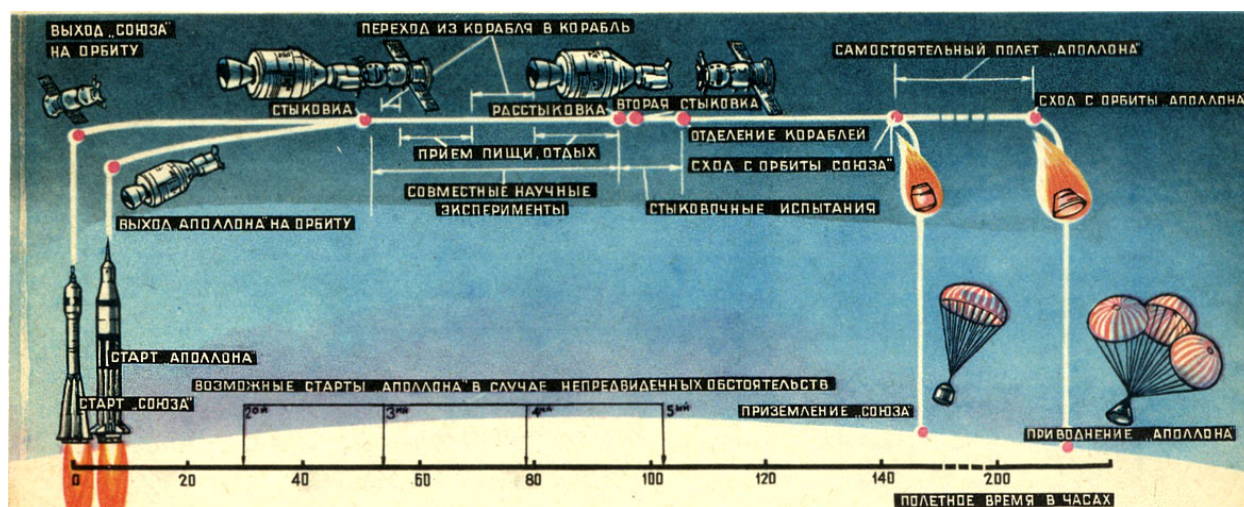 ВЫХОД „СОЮЗА"
НА ОРБИТУ
ПЕРЕХОД ИЗ КОРАБЛЯ В КОРАБЛЬ
САМОСТОЯТЕЛЬНЫЙ ПОЛЕТ „АПОЛЛОНА"
СТЫКОВКА
РАССТЫКОВКА
ВТОРАЯ СТЫКОВКА
СХОД С ОРБИТЫ „АПОЛЛОНА"
ОТДЕЛЕНИЕ КОРАБЛЕЙ
ПРИЕМ ПИЩИ, ОТДЫХ
СХОД С ОРБИТЫ „СОЮЗА"
СОВМЕСТНЫЕ НАУЧНЫЕ
ЭКСПЕРИМЕНТЫ
СТЫКОВОЧНЫЕ ИСПЫТАНИЯ
ВЫХОД „АПОЛЛОНА" НА ОРБИТУ
СТАРТ АПОЛЛОНА
ВОЗМОЖНЫЕ СТАРТЫ „АПОЛЛОНА" В СЛУЧАЕ НЕПРЕДВИДЕННЫХ ОБСТОЯТЕЛЬСТВ
СТАРТ „СОЮЗА"
2ой 3ий 4ый 5ый
ПРИЗЕМЛЕНИЕ „СОЮЗА"
ПРИВОДНЕНИЕ „АПОЛЛОНА"
0 20 40 60 80 100 120 140 200
ПОЛЕТНОЕ ВРЕМЯ В ЧАСАХ